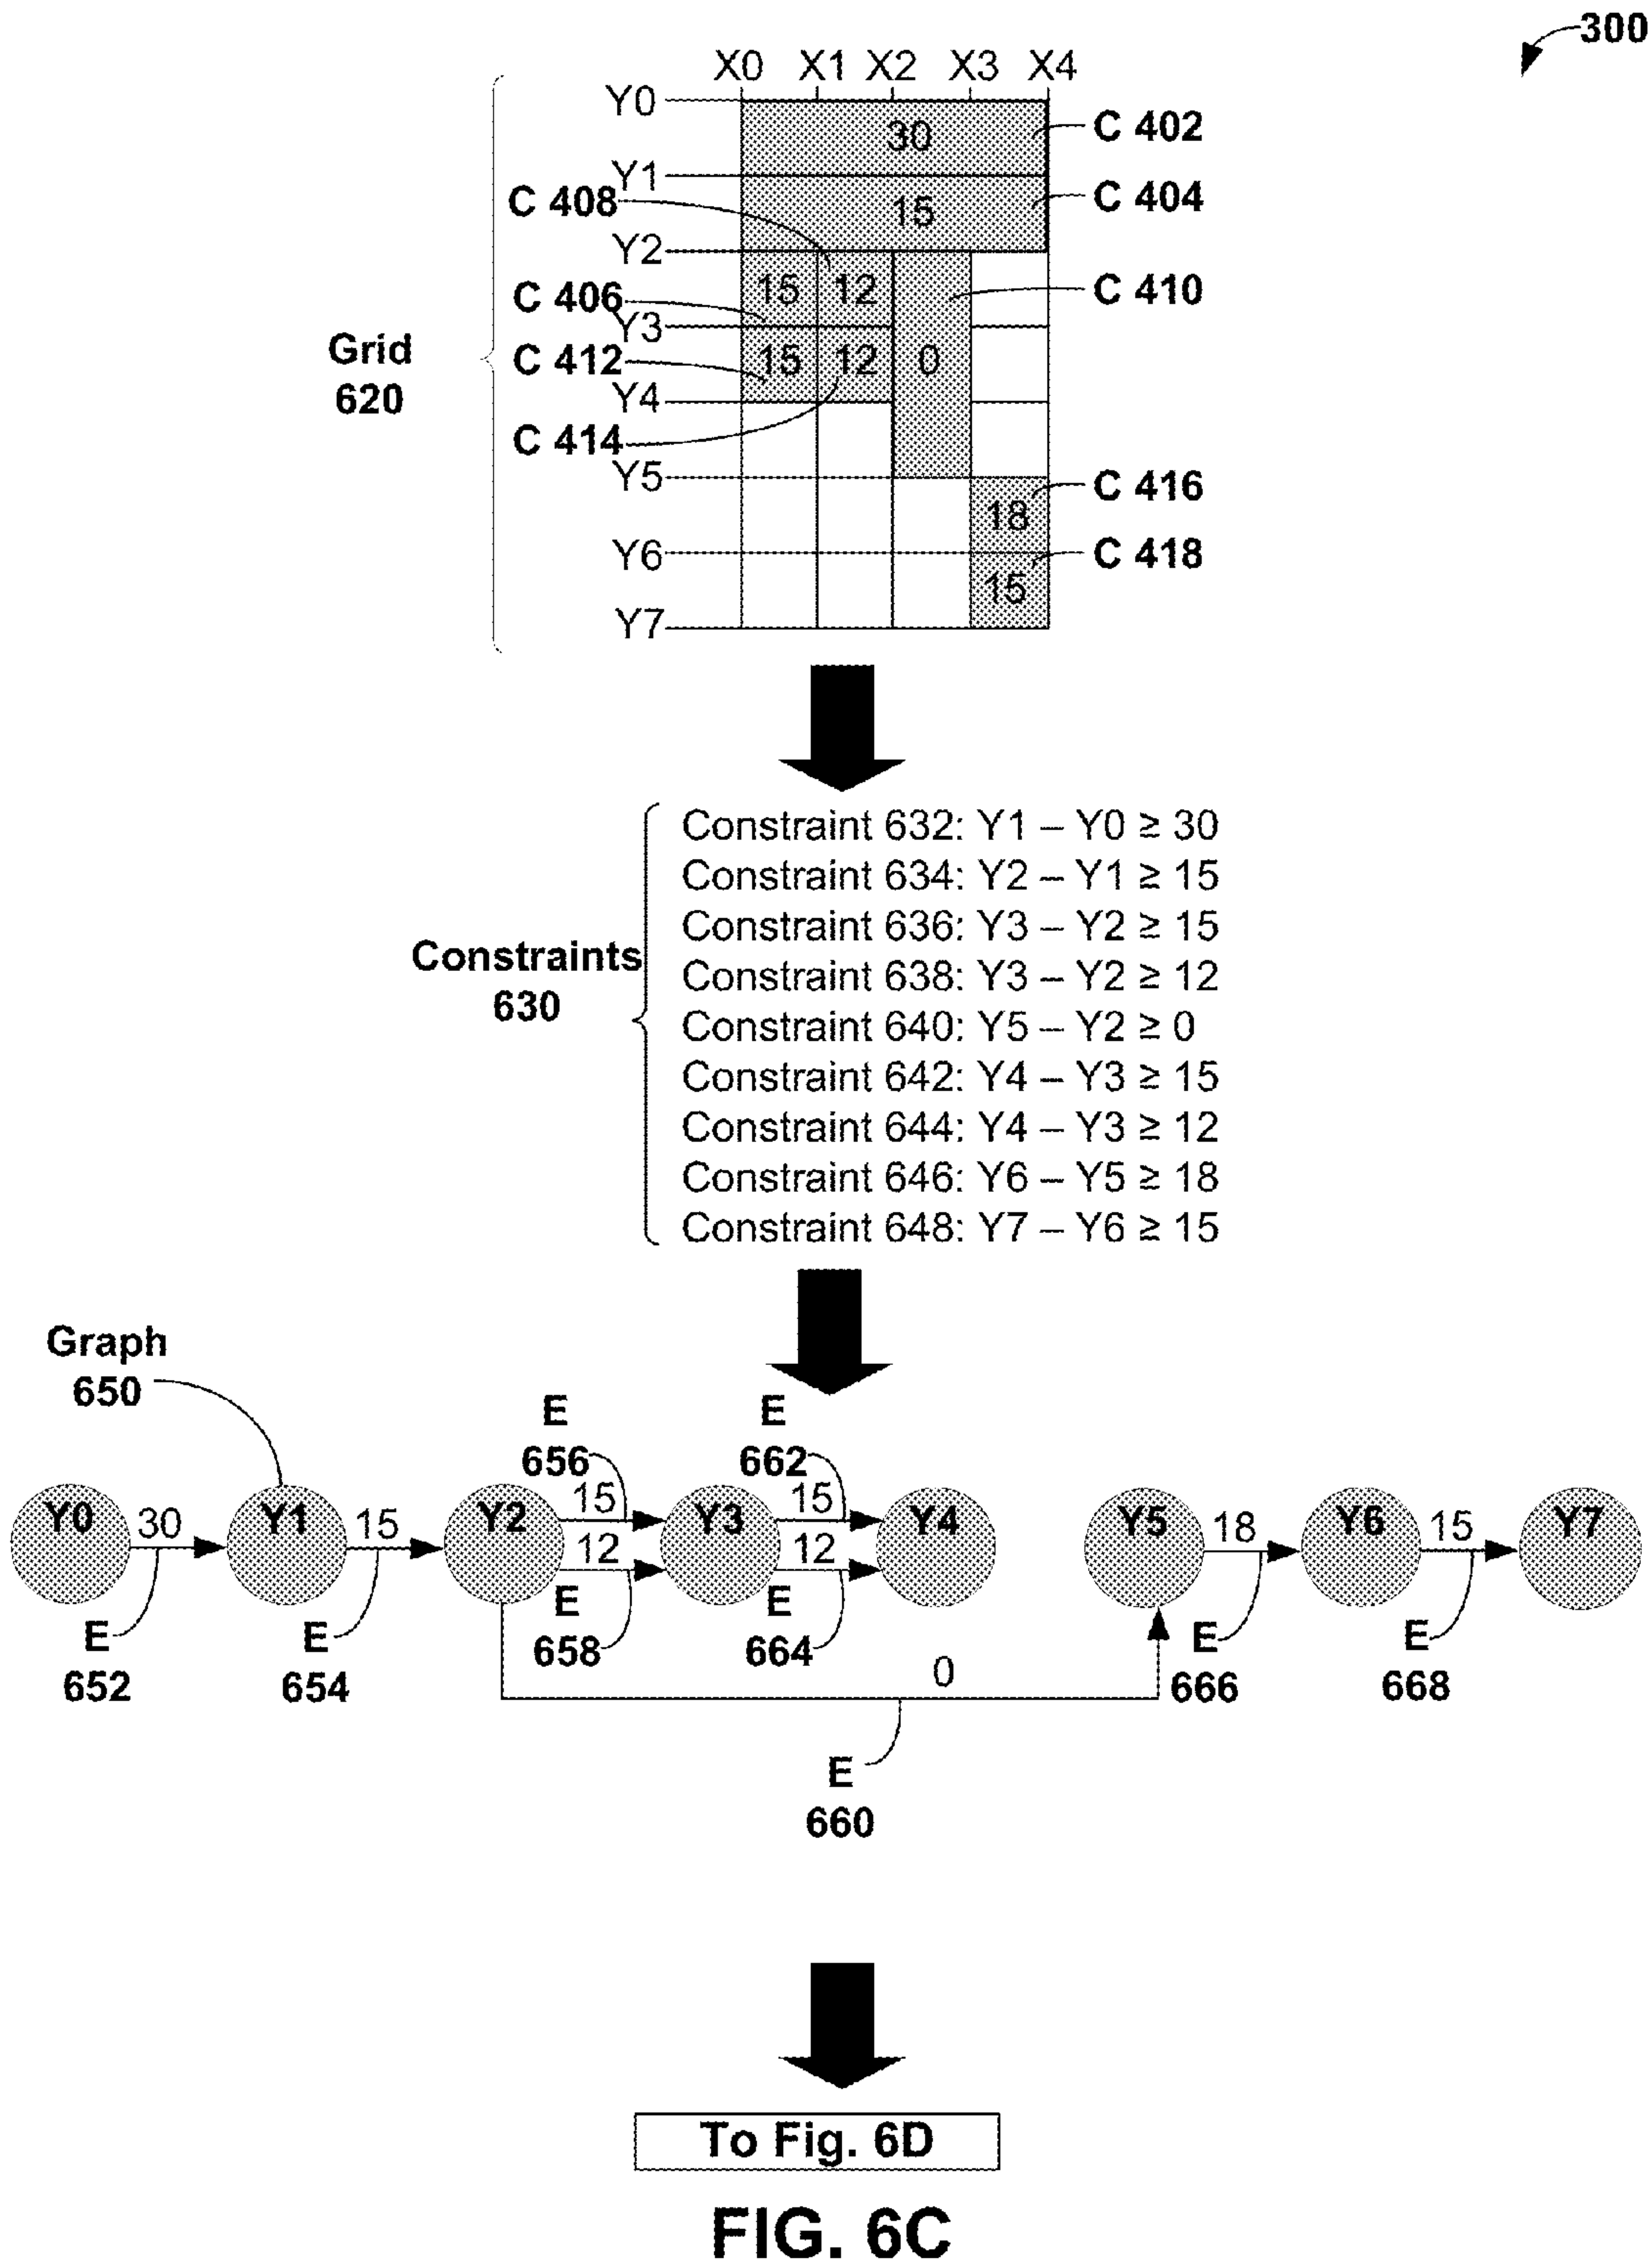 300
X0 X1 X2 X3 X4
Y0
30
C 402
Y1
C 408
15
C 404
Y2
15 12
C 406
C 410
Y3
Grid
620
C 412
15 12 0
Y4
C 414
Y5
C 416
18
Y6
C 418
15
Y7
Constraint 632: Y1 – Y0 ≥ 30
Constraint 634: Y2 – Y1 ≥ 15
Constraint 636: Y3 – Y2 ≥ 15
Constraints
630
Constraint 638: Y3 – Y2 ≥ 12
Constraint 640: Y5 – Y2 ≥ 0
Constraint 642: Y4 – Y3 ≥ 15
Constraint 644: Y4 – Y3 ≥ 12
Constraint 646: Y6 – Y5 ≥ 18
Constraint 648: Y7 – Y6 ≥ 15
Graph
650
E
656
E
662
Y0 30 Y1 15 Y2 15 Y3 15 Y4 Y5 18 Y6 15 Y7
12 12
E
652
E
654
E
658
E
664
0
E
666
E
668
E
660
To Fig. 6D
FIG. 6C